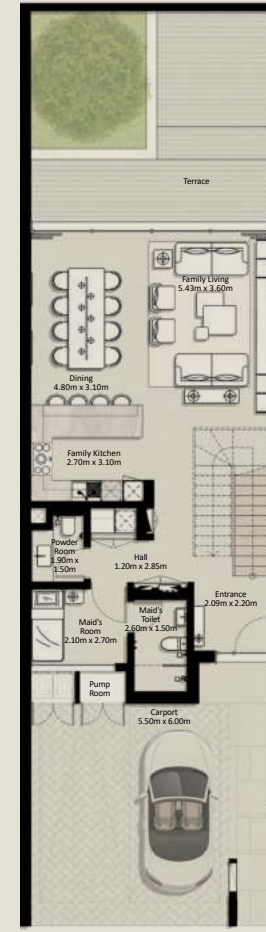 Terrace
Family Living
5.43m x 3.60m
Dining
4.80m x 3.10m
Family Kitchen
2.70m x 3.10m
Powder
Room
1.90m x
1.50m
Hall
1.20m x 2.85m
Maid's
Room
2.10m x 2.70m
Maid's
Toilet
2.60m x 1.50m
Entrance
2.09m x 2.20m
Pump
Room
Carport
5.50m x 6.00m